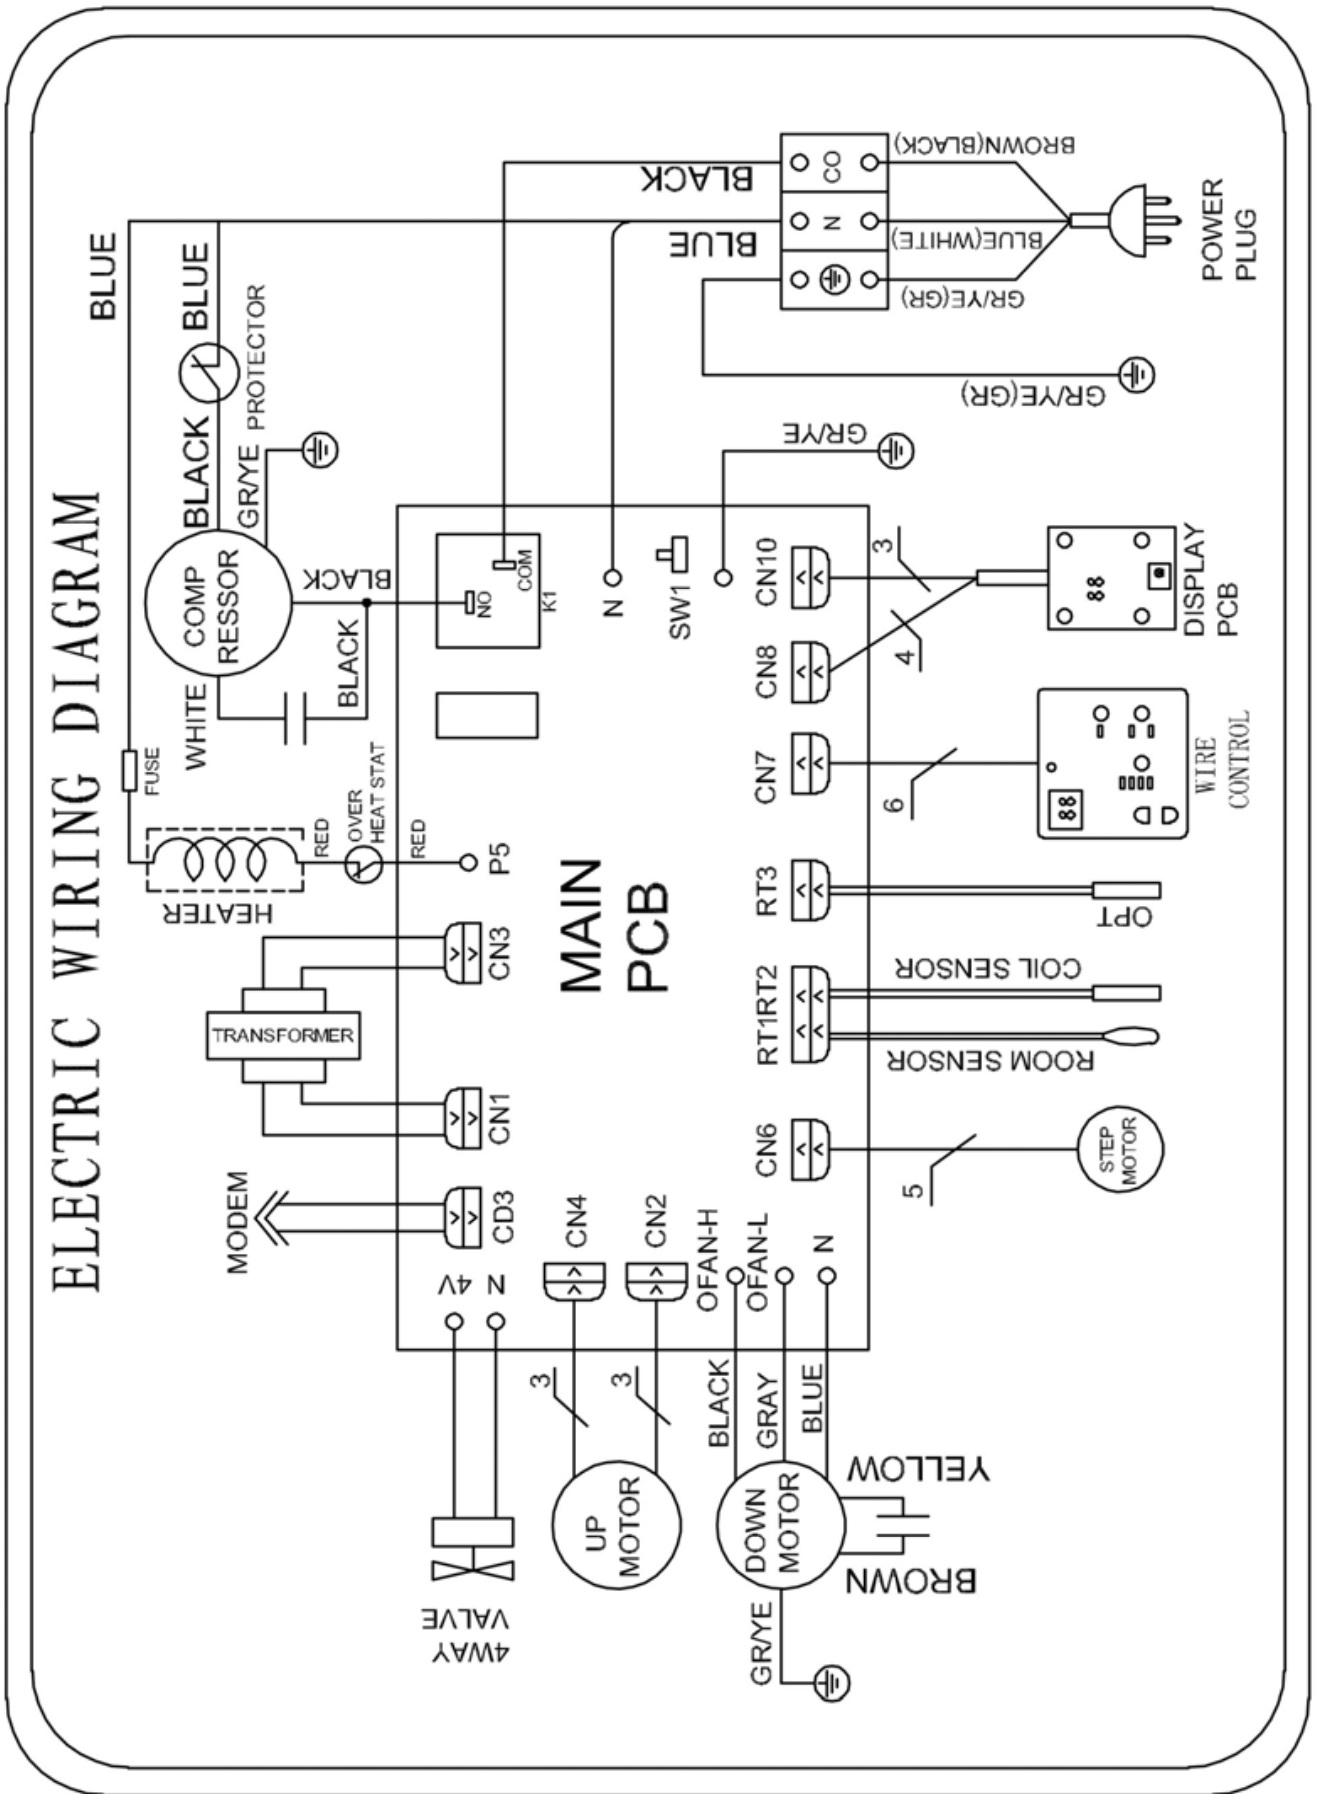 ELECTRIC WIRING DIAGRAM
BLUE
BLUE
PROTECTOR
BLACK
GR/YE
COMP
RESSOR
BLACK
WHITE
BLACK
FUSE
HEATER
RED
OVER
HEAT STAT
RED
P5
TRANSFORMER
CN3
CN1
MODEM
CD3
4V
N
4WAY
VALVE
NO
COM
K1
N
SW1
BLACK
BLUE
CO
N
BROWN(BLACK)
BLUE(WHITE)
GR/YE(GR)
POWER
PLUG
GR/YE(GR)
GR/YE
MAIN
PCB
CN10
3
CN8
4
88
DISPLAY
PCB
CN7
6
88
WIRE
CONTROL
RT3
OPT
RT1RT2
COIL SENSOR
ROOM SENSOR
CN6
5
STEP
MOTOR
CN4
3
CN2
3
UP
MOTOR
OFAN-H
OFAN-L
N
BLACK
GRAY
BLUE
DOWN
MOTOR
YELLOW
BROWN
GR/YE